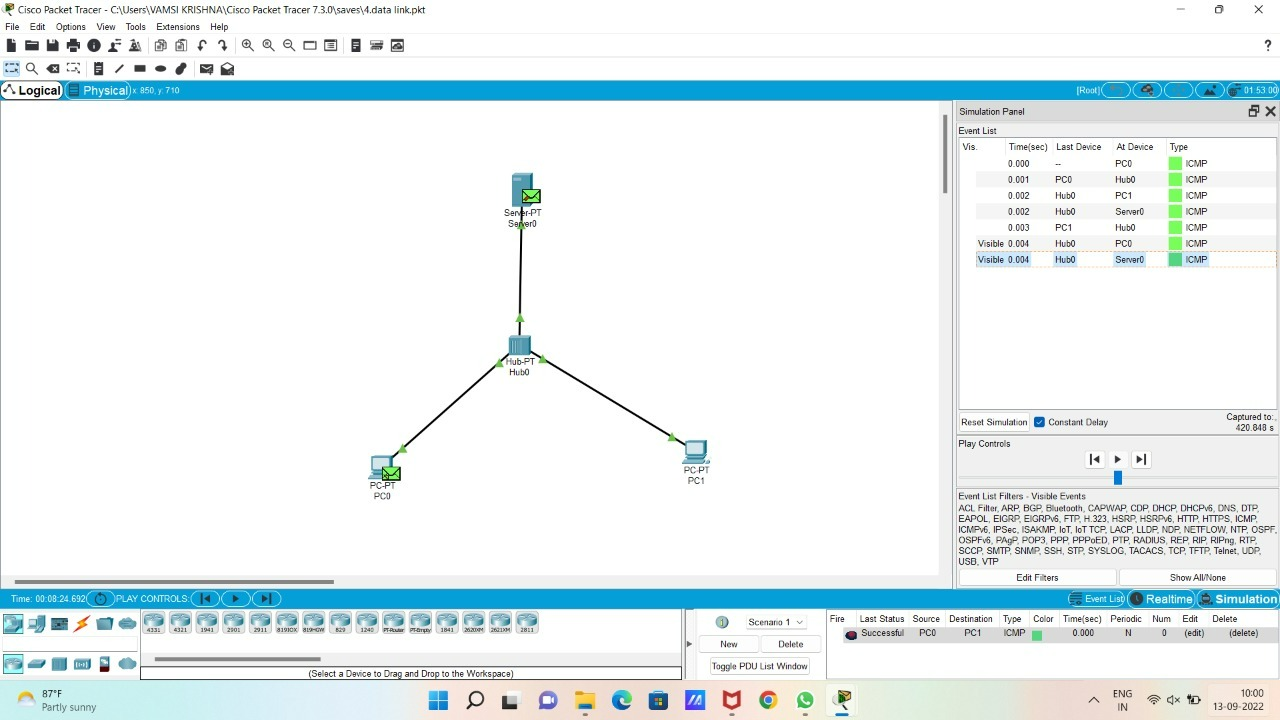 Cisco Packet Tracer - C:\Users\VAMSI KRISHNA\Cisco Packet Tracer 7.3.0\saves\4.data link.pkt
File Edit Options View Tools Extensions Help
Logical Physical x: 850, y: 710 [Root] 01:53:00
Simulation Panel
Event List
Vis. Time(sec) Last Device At Device Type
0.000 -- PC0 ICMP
0.001 PC0 Hub0 ICMP
0.002 Hub0 PC1 ICMP
0.002 Hub0 Server0 ICMP
0.003 PC1 Hub0 ICMP
Visible 0.004 Hub0 PC0 ICMP
Visible 0.004 Hub0 Server0 ICMP
Server-PT
Server0
Hub-PT
Hub0
PC-PT
PC0
PC-PT
PC1
Reset Simulation Constant Delay Captured to:
420.848 s
Play Controls
Event List Filters - Visible Events
ACL Filter, ARP, BGP, Bluetooth, CAPWAP, CDP, DHCP, DHCPv6, DNS, DTP,
EAPOL, EIGRP, EIGRPv6, FTP, H.323, HSRP, HSRPv6, HTTP, HTTPS, ICMP,
ICMPv6, IPSec, ISAKMP, IoT, IoT TCP, LACP, LLDP, NDP, NETFLOW, NTP, OSPF,
OSPFv6, PAgP, POP3, PPP, PPPoED, PTP, RADIUS, REP, RIP, RIPng, RTP,
SCCP, SMTP, SNMP, SSH, STP, SYSLOG, TACACS, TCP, TFTP, Telnet, UDP,
USB, VTP
Edit Filters Show All/None
Time: 00:08:24.692 PLAY CONTROLS: Event List Realtime Simulation
4331 4321 1941 2901 2911 819IOX 819HGW 829 1240 PT-Router PT-Empty 1841 2620XM 2621XM 2811
(Select a Device to Drag and Drop to the Workspace)
Scenario 1
New Delete
Toggle PDU List Window
Fire Last Status Source Destination Type Color Time(sec) Periodic Num Edit Delete
Successful PC0 PC1 ICMP 0.000 N 0 (edit) (delete)
87°F
Partly sunny
ENG
IN
10:00
13-09-2022